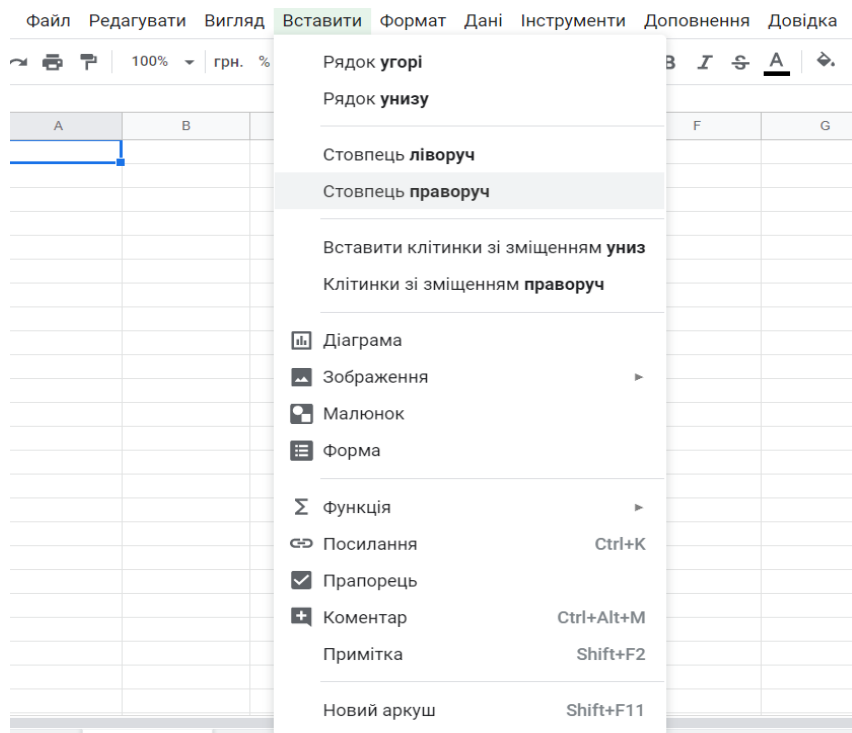 Файл Редагувати Вигляд Вставити Формат Дані Інструменти Доповнення Довідка
100% грн. % B I S A
A B F G
Рядок угорі
Рядок унизу
Стовпець ліворуч
Стовпець праворуч
Вставити клітинки зі зміщенням униз
Клітинки зі зміщенням праворуч
Діаграма
Зображення
Малюнок
Форма
Функція
Посилання Ctrl+K
Прапорець
Коментар Ctrl+Alt+M
Примітка Shift+F2
Новий аркуш Shift+F11